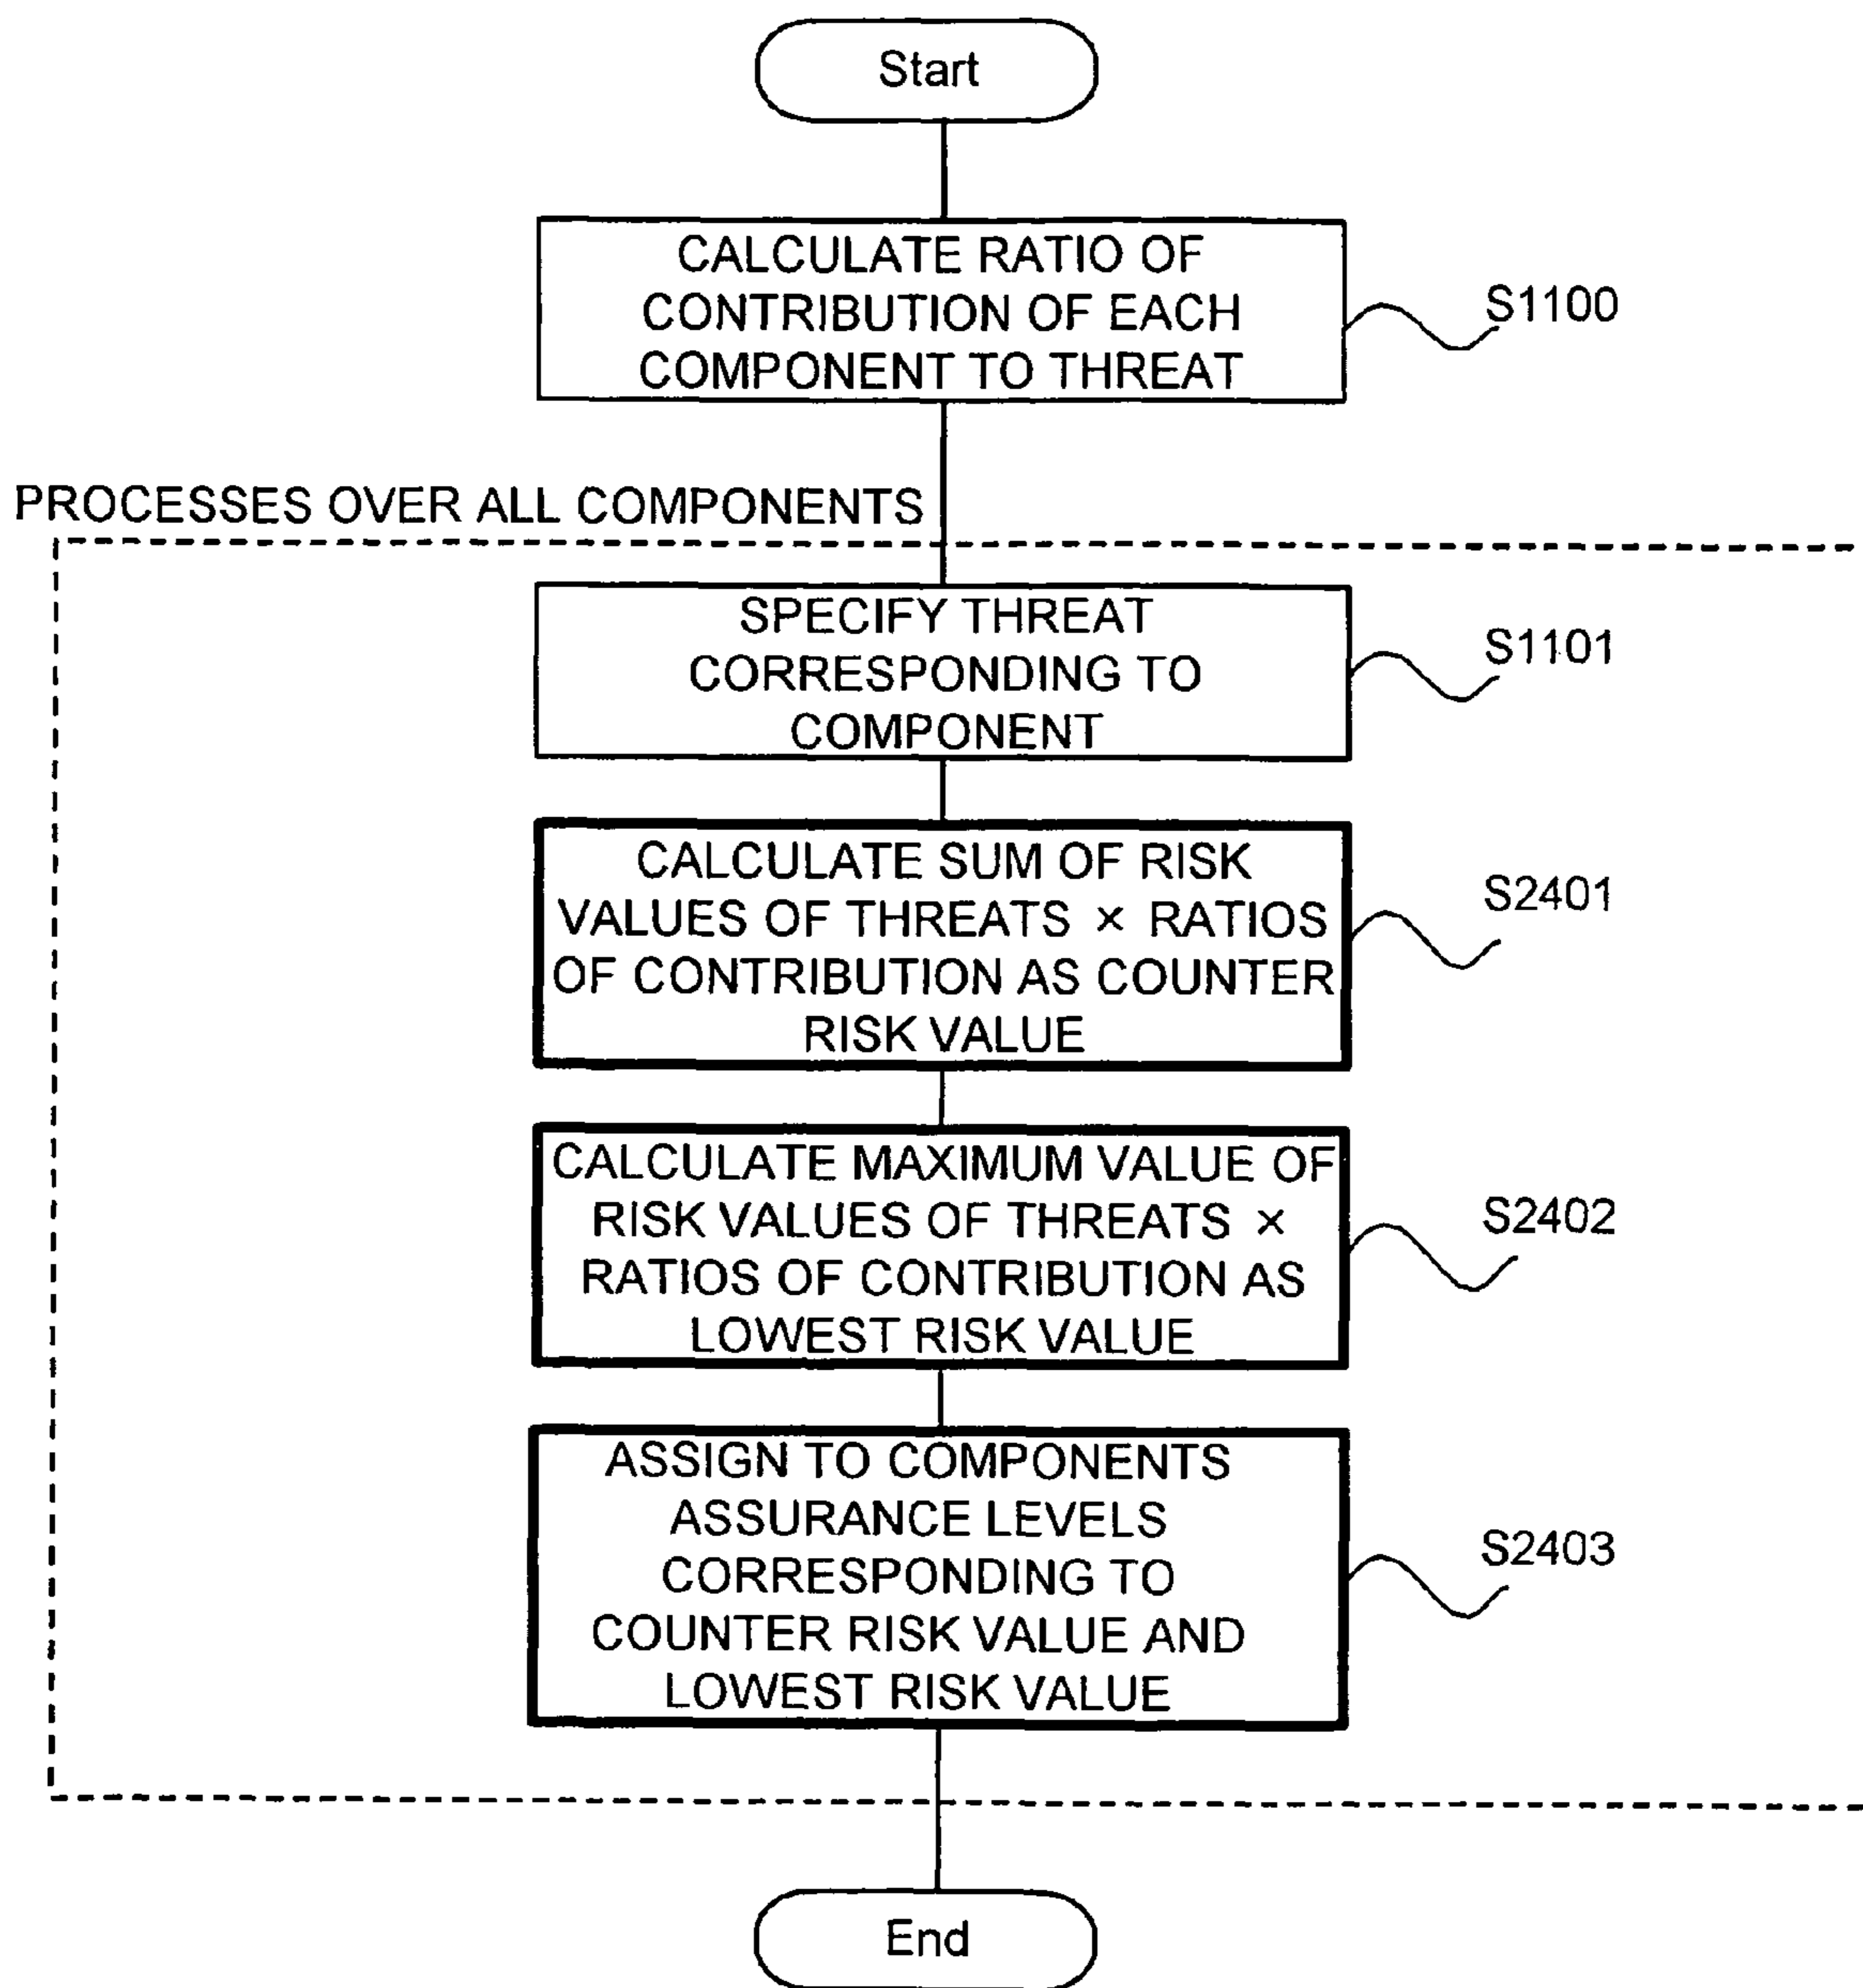 Start
CALCULATE RATIO OF
CONTRIBUTION OF EACH
COMPONENT TO THREAT
S1100
PROCESSES OVER ALL COMPONENTS
SPECIFY THREAT
CORRESPONDING TO
COMPONENT
S1101
CALCULATE SUM OF RISK
VALUES OF THREATS × RATIOS
OF CONTRIBUTION AS COUNTER
RISK VALUE
S2401
CALCULATE MAXIMUM VALUE OF
RISK VALUES OF THREATS ×
RATIOS OF CONTRIBUTION AS
LOWEST RISK VALUE
S2402
ASSIGN TO COMPONENTS
ASSURANCE LEVELS
CORRESPONDING TO
COUNTER RISK VALUE AND
LOWEST RISK VALUE
S2403
End